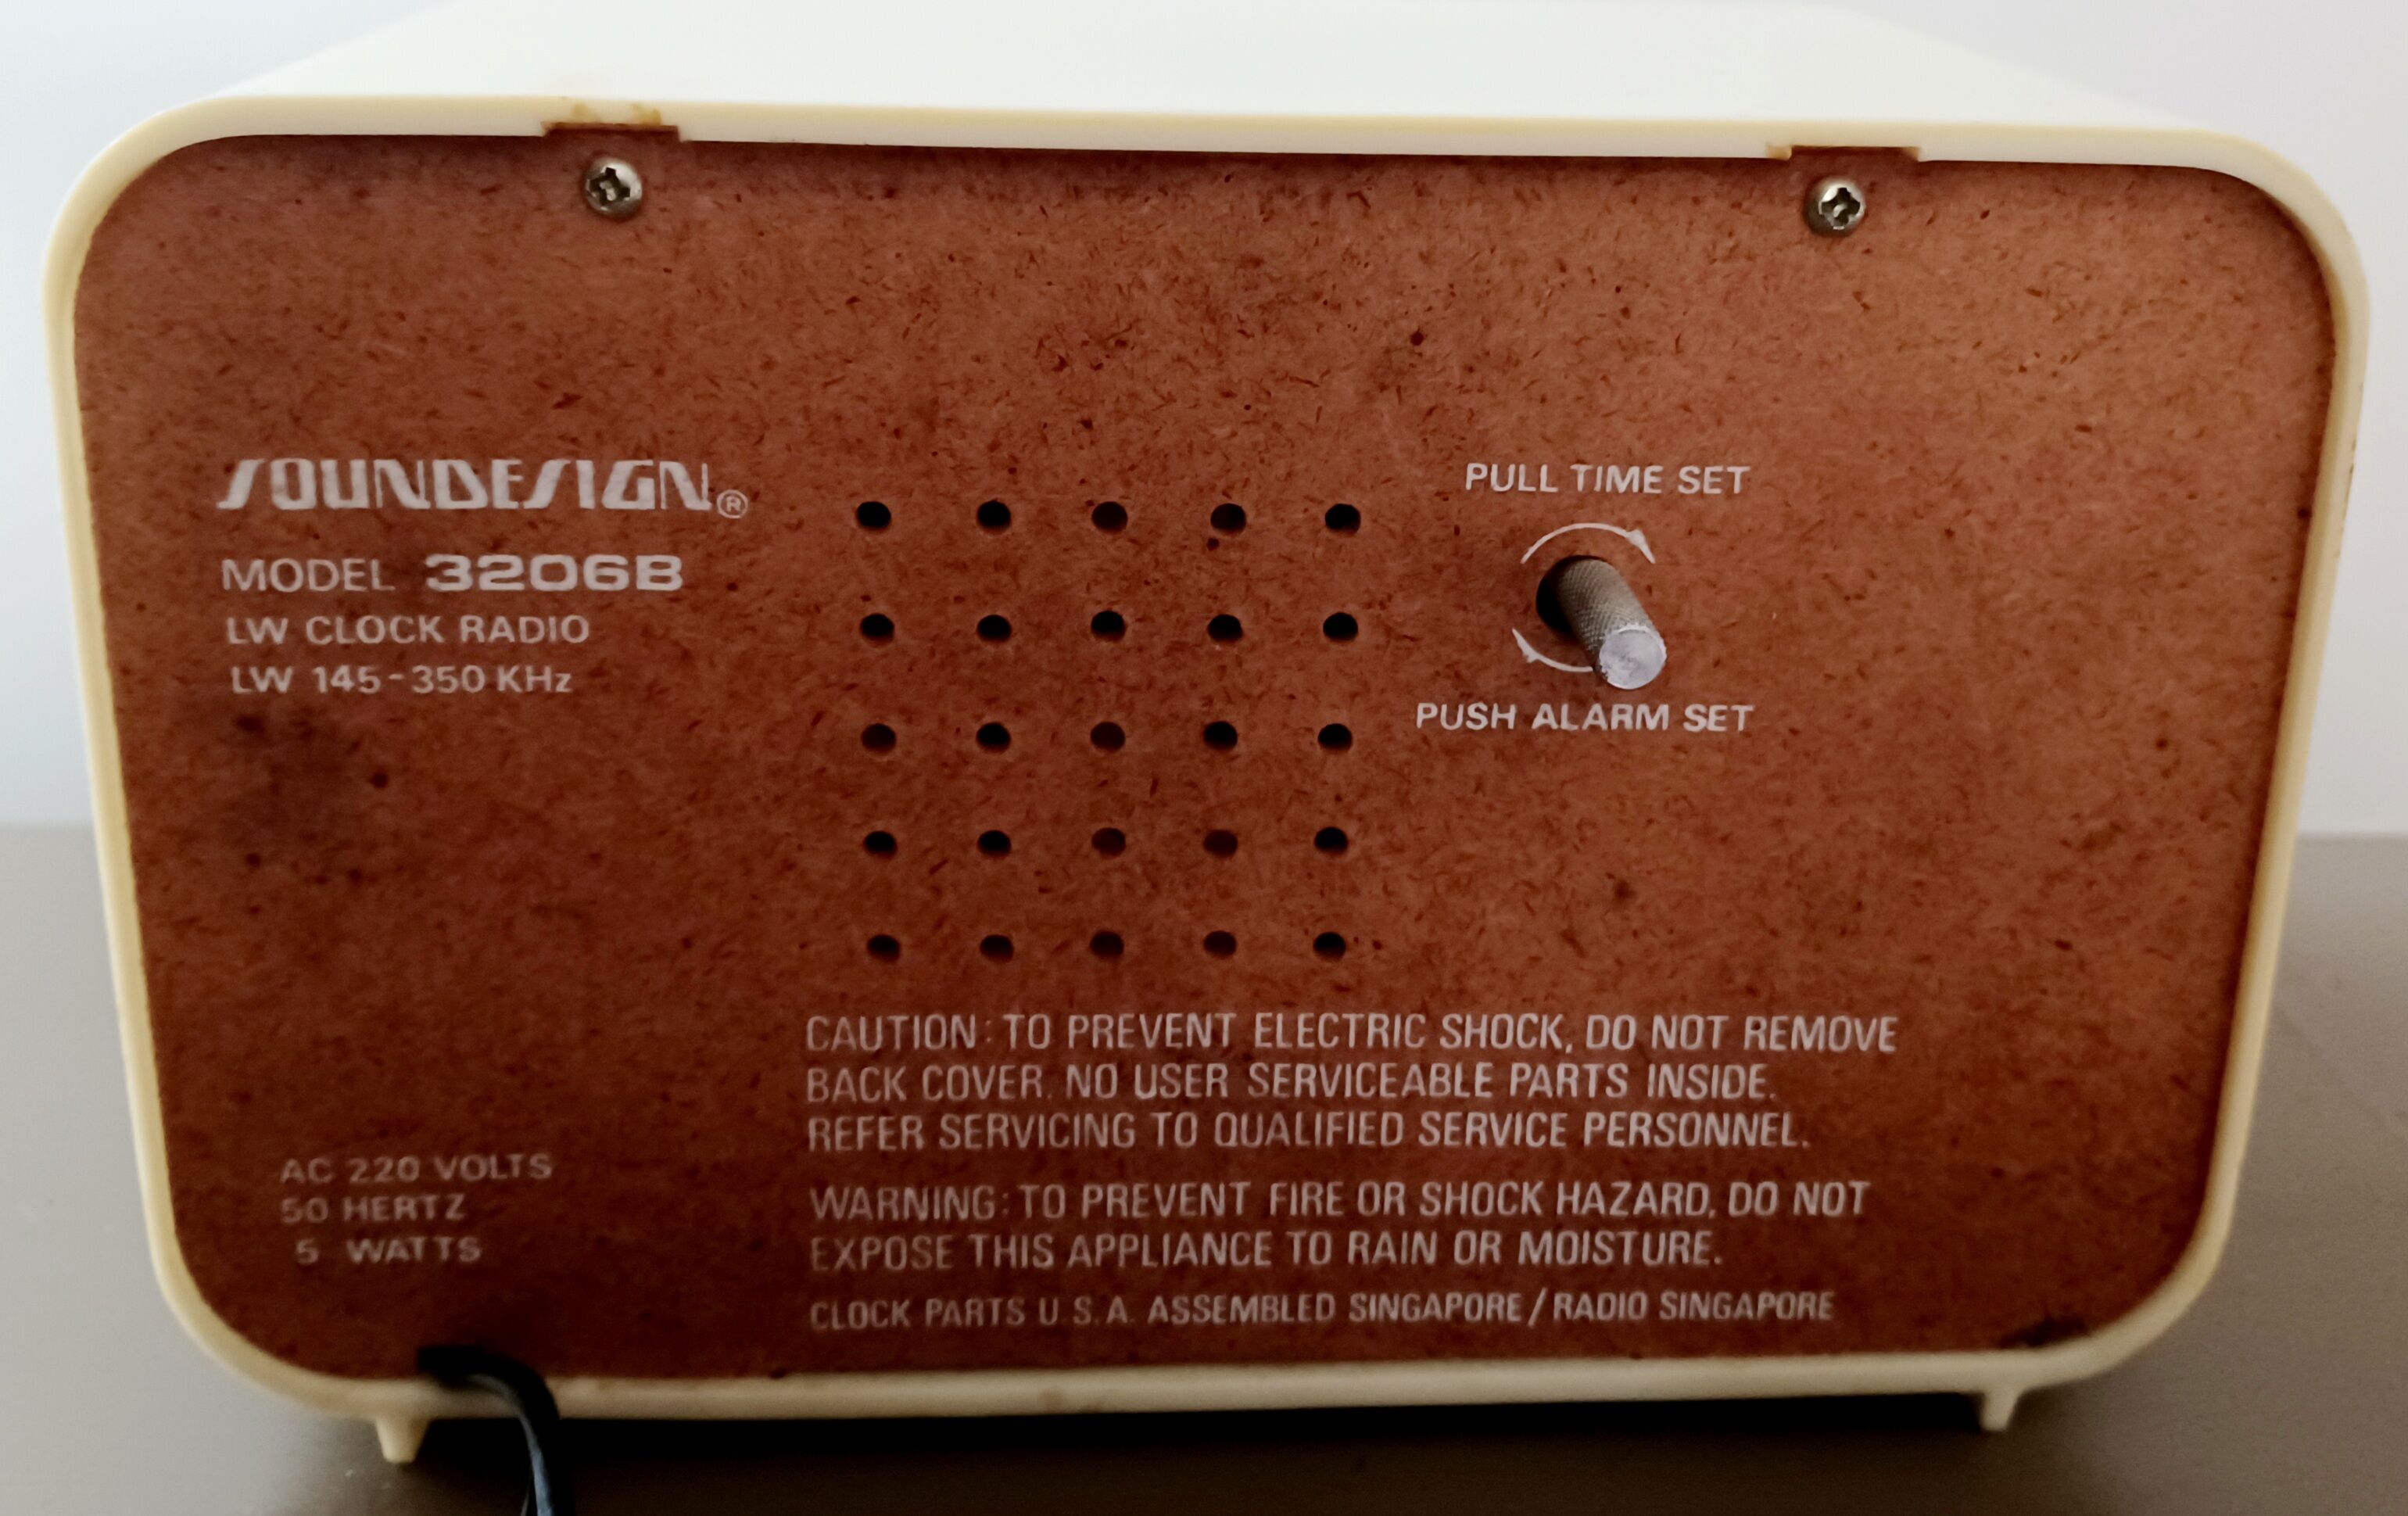 SOUNDESIGN®
MODEL 3206B
LW CLOCK RADIO
LW 145-350 KHz
PULL TIME SET
PUSH ALARM SET
CAUTION: TO PREVENT ELECTRIC SHOCK, DO NOT REMOVE
BACK COVER. NO USER SERVICEABLE PARTS INSIDE.
REFER SERVICING TO QUALIFIED SERVICE PERSONNEL.
AC 220 VOLTS
50 HERTZ
5 WATTS
WARNING: TO PREVENT FIRE OR SHOCK HAZARD, DO NOT
EXPOSE THIS APPLIANCE TO RAIN OR MOISTURE.
CLOCK PARTS U.S.A. ASSEMBLED SINGAPORE/RADIO SINGAPORE